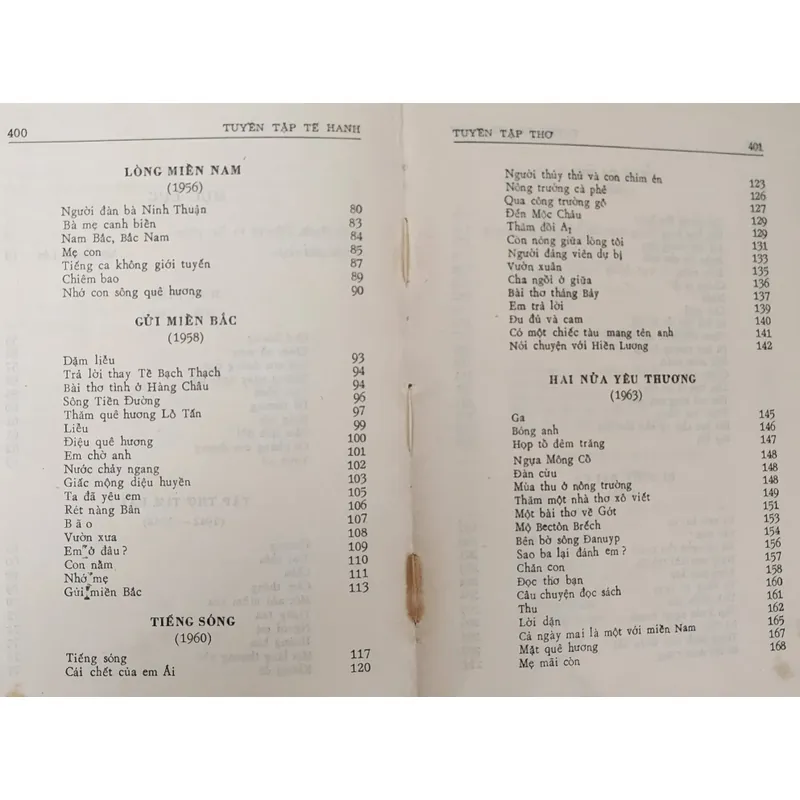 400 TUYỂN TẬP TẾ HANH
LÒNG MIỀN NAM
(1956)
Người đàn bà Ninh Thuận 80
Bà mẹ canh biển 83
Nam Bắc, Bắc Nam 84
Mẹ con 85
Tiếng ca không giới tuyến 87
Chiêm bao 89
Nhớ con sông quê hương 90
GỬI MIỀN BẮC
(1958)
Dặm liễu 93
Trả lời thay Tề Bạch Thạch 94
Bài thơ tình ở Hàng Châu 94
Sông Tiền Đường 96
Thăm quê hương Lỗ Tấn 97
Liễu 99
Điệu quê hương 100
Em chờ anh 101
Nước chảy ngang 102
Giấc mộng diệu huyền 103
Ta đã yêu em 105
Rét nàng Bân 106
Bão 107
Vườn xưa 108
Em ở đâu? 109
Con nằm 110
Nhớ mẹ 111
Gửi miền Bắc 113
TIẾNG SÓNG
(1960)
Tiếng sóng 117
Cái chết của em Ái 120
TUYỂN TẬP THƠ 401
Người thủy thủ và con chim én 123
Nông trường cà phê 126
Qua công trường gỗ 127
Đến Mộc Châu 129
Thăm đồi A1 129
Còn nóng giữa lòng tôi 131
Người đảng viên dự bị 133
Vườn xuân 135
Cha ngồi ở giữa 136
Bài thơ tháng Bảy 137
Em trả lời 139
Đu đủ và cam 140
Có một chiếc tàu mang tên anh 141
Nói chuyện với Hiền Lương 142
HAI NỬA YÊU THƯƠNG
(1963)
Ga 145
Bóng anh 146
Họp tổ đêm trăng 147
Ngựa Mông Cổ 148
Đàn cừu 148
Mùa thu ở nông trường 148
Thăm một nhà thơ xô viết 149
Một bài thơ về Gớt 151
Mộ Bectôn Brếch 153
Bên bờ sông Đanuyp 154
Sao ba lại đánh em? 156
Chăn con 157
Đọc thơ bạn 158
Câu chuyện đọc sách 160
Thu 161
Lời dặn 162
Cả ngày mai là một với miền Nam 165
Mặt quê hương 167
Mẹ mãi còn 168